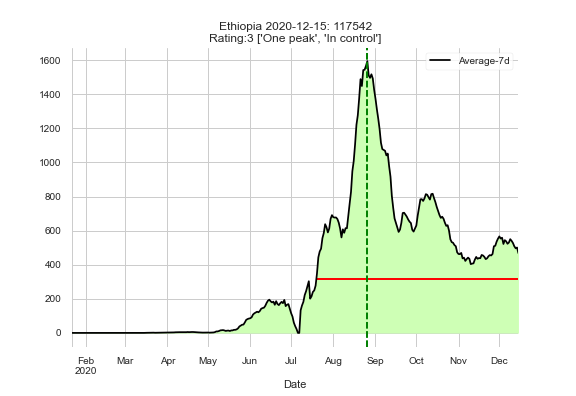 Ethiopia 2020-12-15: 117542
Rating:3 ['One peak', 'In control']
Average-7d
1600
1400
1200
1000
800
600
400
200
0
Feb Mar Apr May Jun Jul Aug Sep Oct Nov Dec
2020
Date